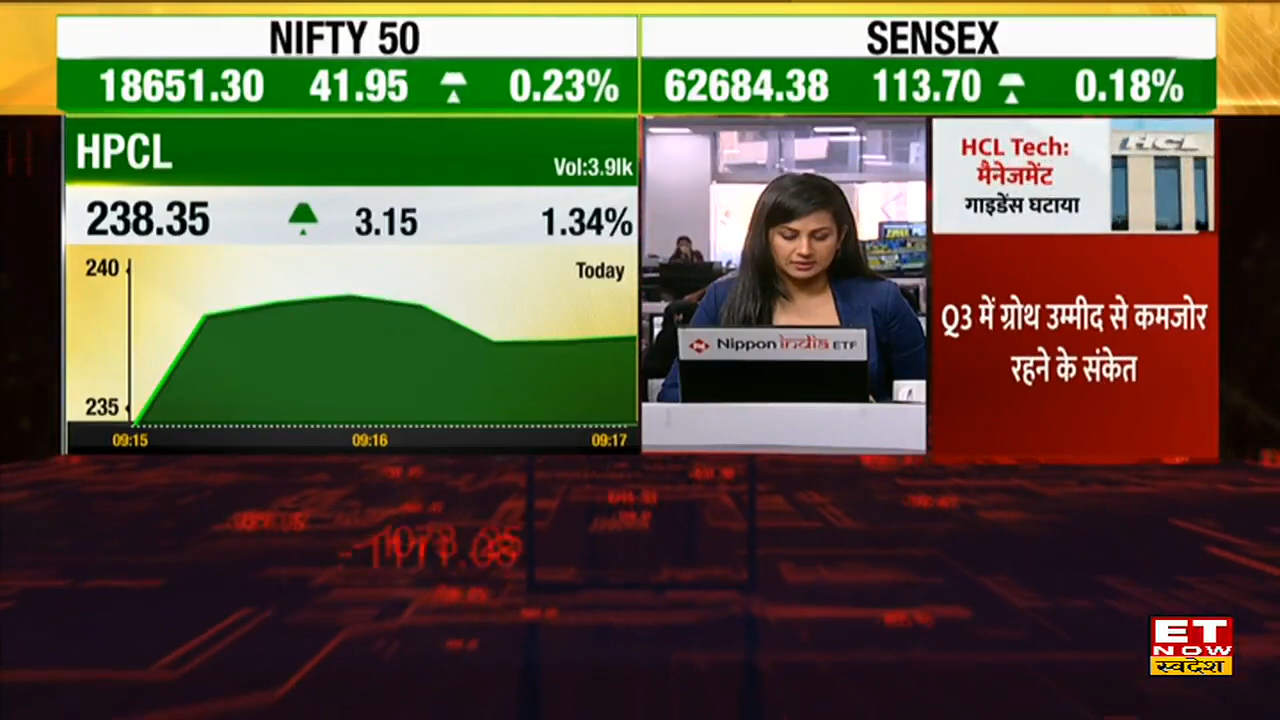 NIFTY 50
18651.30 41.95 0.23%
SENSEX
62684.38 113.70 0.18%
HPCL
Vol:3.9lk
238.35 3.15 1.34%
240
Today
235
09:15 09:16 09:17
Nippon india ETF
HCL Tech:
मैनेजमेंट
गाइडेंस घटाया
HCL
Q3 में ग्रोथ उम्मीद से कमजोर
रहने के संकेत
ET
NOW
स्वदेश